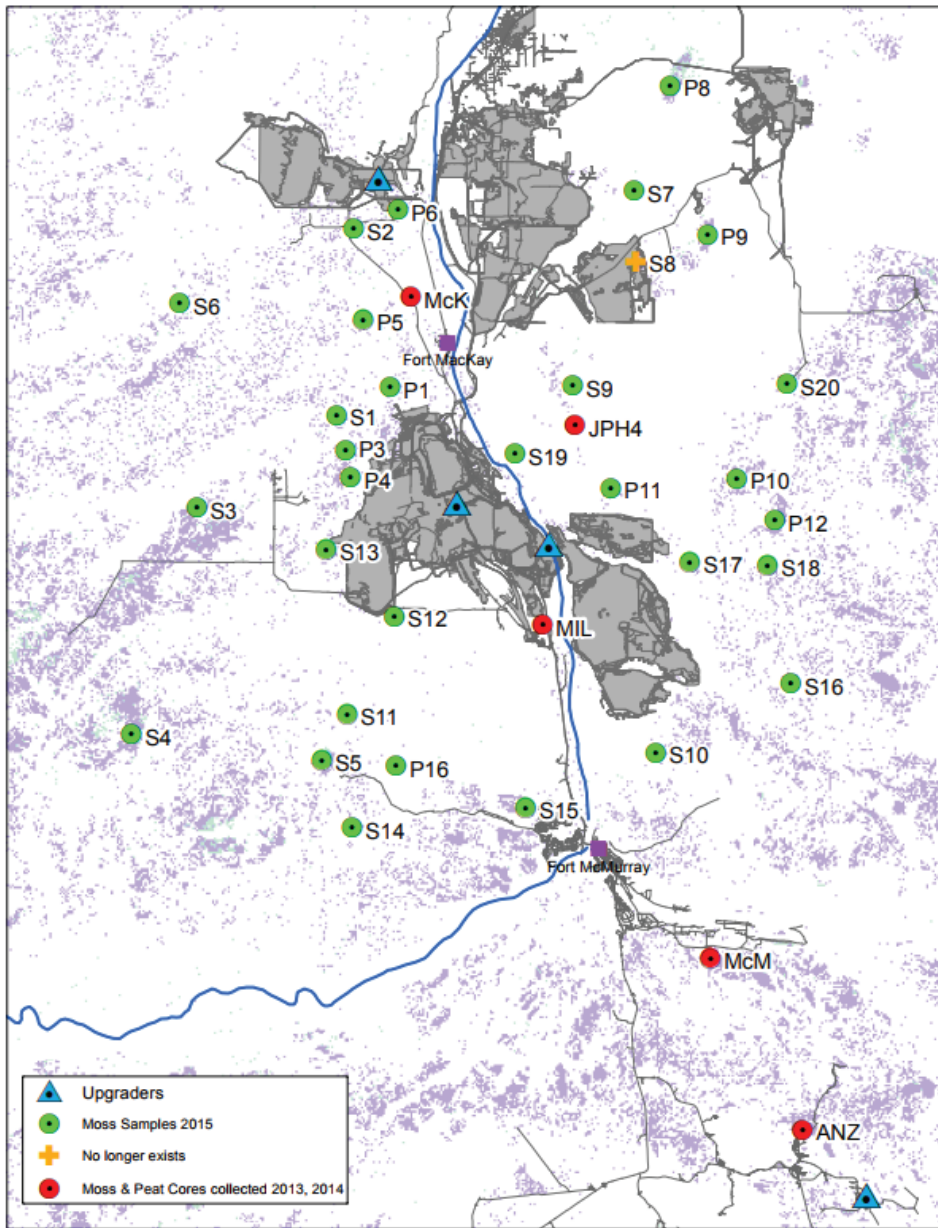 P8
S7
P6
S2
P9
S8
McK
S6
P5
Fort MacKay
P1
S9
S20
S1
JPH4
P3
S19
P4
P10
P11
S3
P12
S13
S17
S18
S12
MIL
S16
S11
S4
S10
S5
P16
S15
S14
Fort McMurray
McM
Upgraders
Moss Samples 2015
ANZ
No longer exists
Moss & Peat Cores collected 2013, 2014